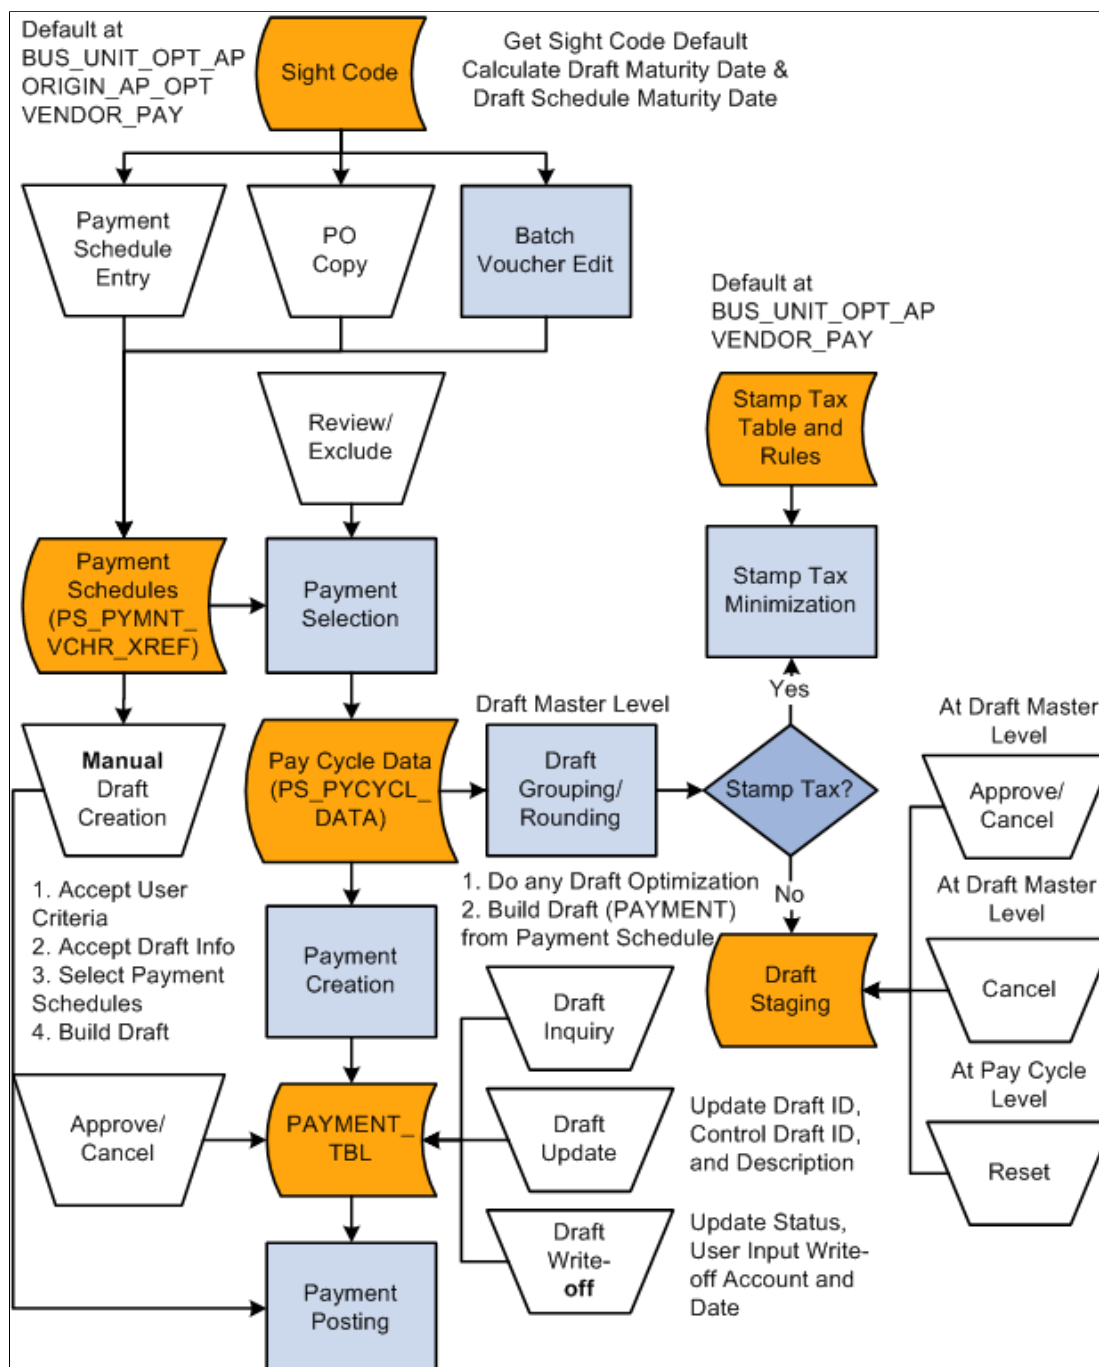 Default at
BUS_UNIT_OPT_AP
ORIGIN_AP_OPT
VENDOR_PAY
Sight Code
Get Sight Code Default
Calculate Draft Maturity Date &
Draft Schedule Maturity Date
Payment
Schedule
Entry
PO
Copy
Batch
Voucher Edit
Default at
BUS_UNIT_OPT_AP
VENDOR_PAY
Review/
Exclude
Stamp Tax
Table and
Rules
Payment
Schedules
(PS_PYMNT_
VCHR_XREF)
Payment
Selection
Stamp Tax
Minimization
Yes
Manual
Draft
Creation
Pay Cycle Data
(PS_PYCYCL_
DATA)
Draft Master Level
Draft
Grouping/
Rounding
Stamp Tax?
At Draft Master
Level
Approve/
Cancel
1. Accept User
Criteria
2. Accept Draft Info
3. Select Payment
Schedules
4. Build Draft
1. Do any Draft Optimization
2. Build Draft (PAYMENT)
from Payment Schedule
No
At Draft Master
Level
Payment
Creation
Draft
Inquiry
Draft
Staging
Cancel
At Pay Cycle
Level
Approve/
Cancel
PAYMENT_
TBL
Draft
Update
Update Draft ID,
Control Draft ID,
and Description
Reset
Payment
Posting
Draft
Write-
off
Update Status,
User Input Write-
off Account and
Date